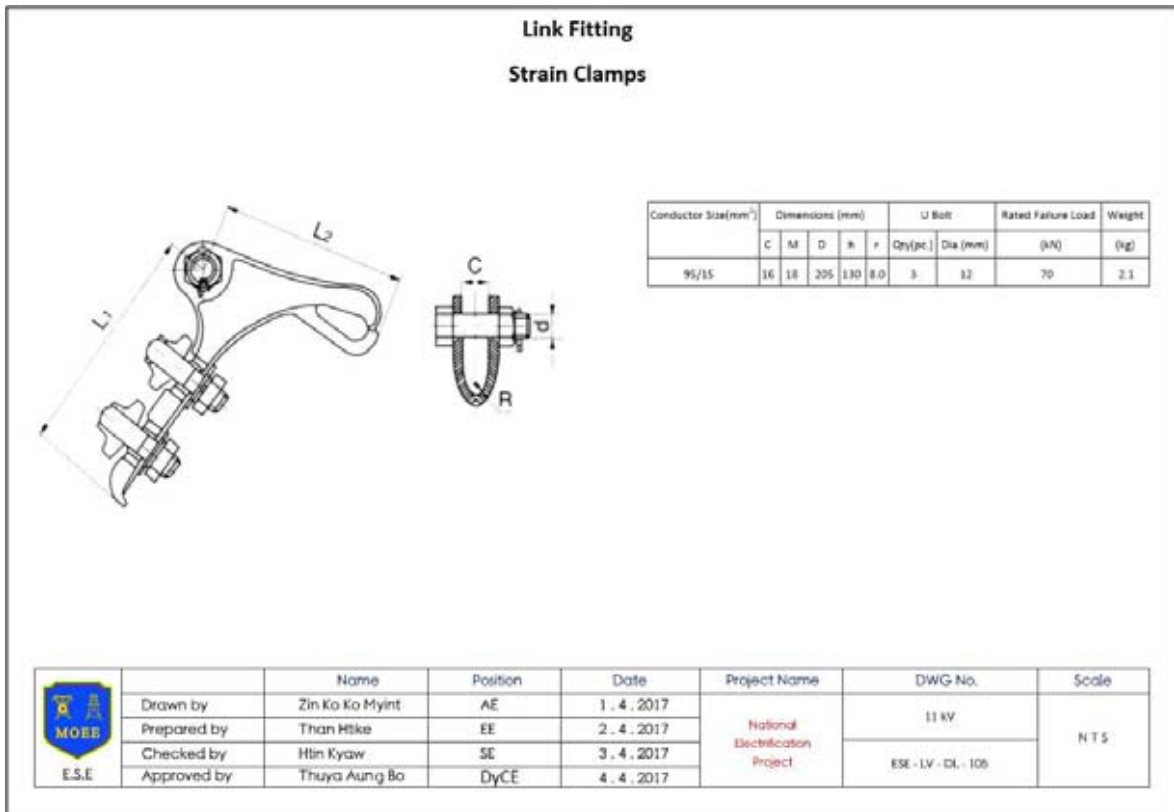 Link Fitting
Strain Clamps
L2
L1
C
d
R
Conductor Size(mm²) Dimensions (mm) U Bolt Rated Failure Load Weight
C M D h r Qty(pc.) Dia (mm) (kN) (kg)
95/15 16 18 205 130 8.0 3 12 70 2.1
Name Position Date Project Name DWG No. Scale
Drawn by Zin Ko Ko Myint AE 1 . 4 . 2017
Prepared by Than Htike EE 2 . 4 . 2017
Checked by Htin Kyaw SE 3 . 4 . 2017
Approved by Thuya Aung Bo DyCE 4 . 4 . 2017
National
Electrification
Project
11 kV
ESE - LV - DL - 105
N T S
MOEE
E.S.E